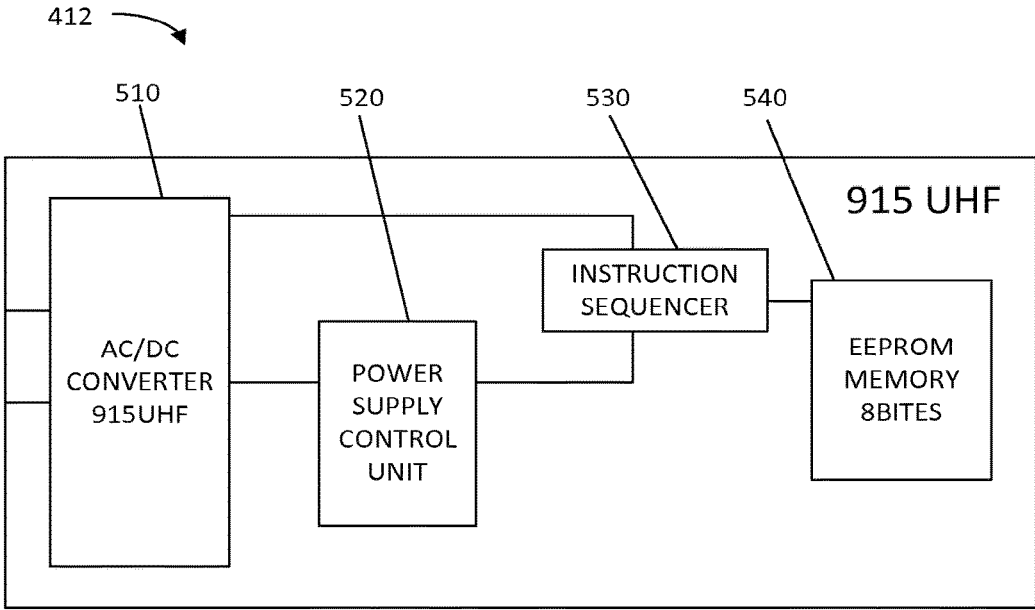 412
510
520
530
540
915 UHF
AC/DC
CONVERTER
915UHF
POWER
SUPPLY
CONTROL
UNIT
INSTRUCTION
SEQUENCER
EEPROM
MEMORY
8BITES